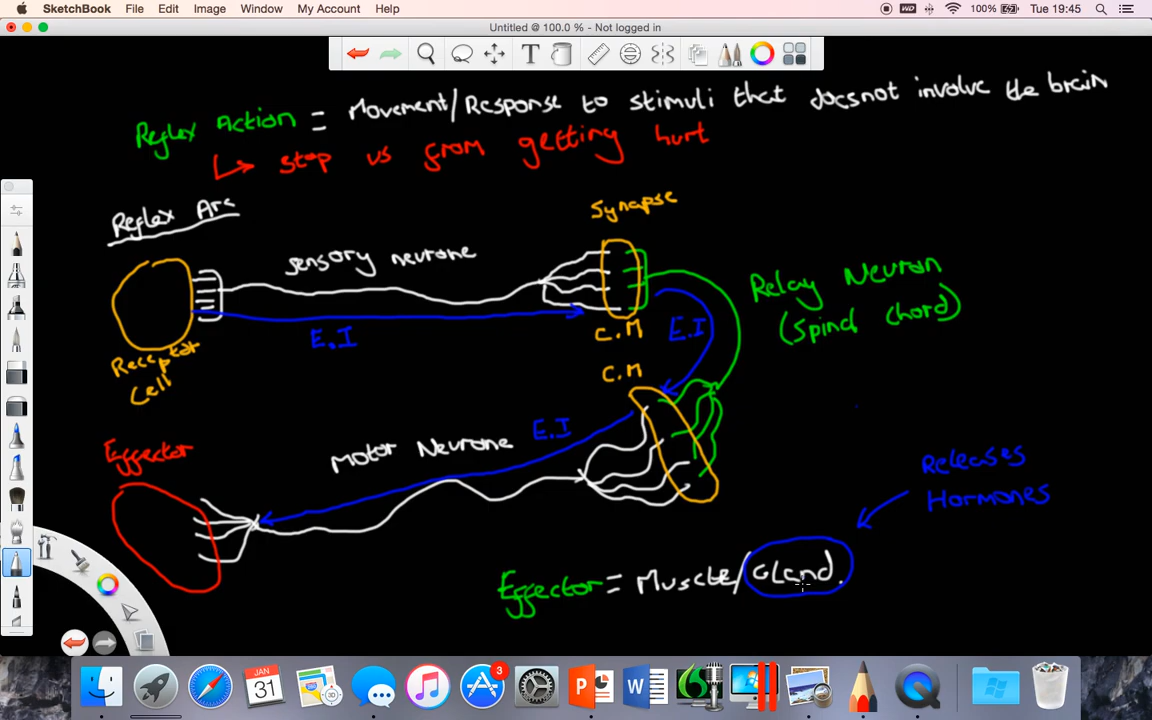 SketchBook File Edit Image Window My Account Help 100% Tue 19:45
Untitled @ 100.0 % - Not logged in
Reflex Action = Movement/Response to stimuli that doesnot involve the brain
↳ stop us from getting hurt
Reflex Arc
Synapse
sensory neurone
Relay Neuron
(Spinal chord)
E.I
C.M
E.I
Receptor
Cell
C.M
Effector
Motor Neurone
E.I
Releases
Hormones
Effector = Muscle/Gland.
3
JAN
31